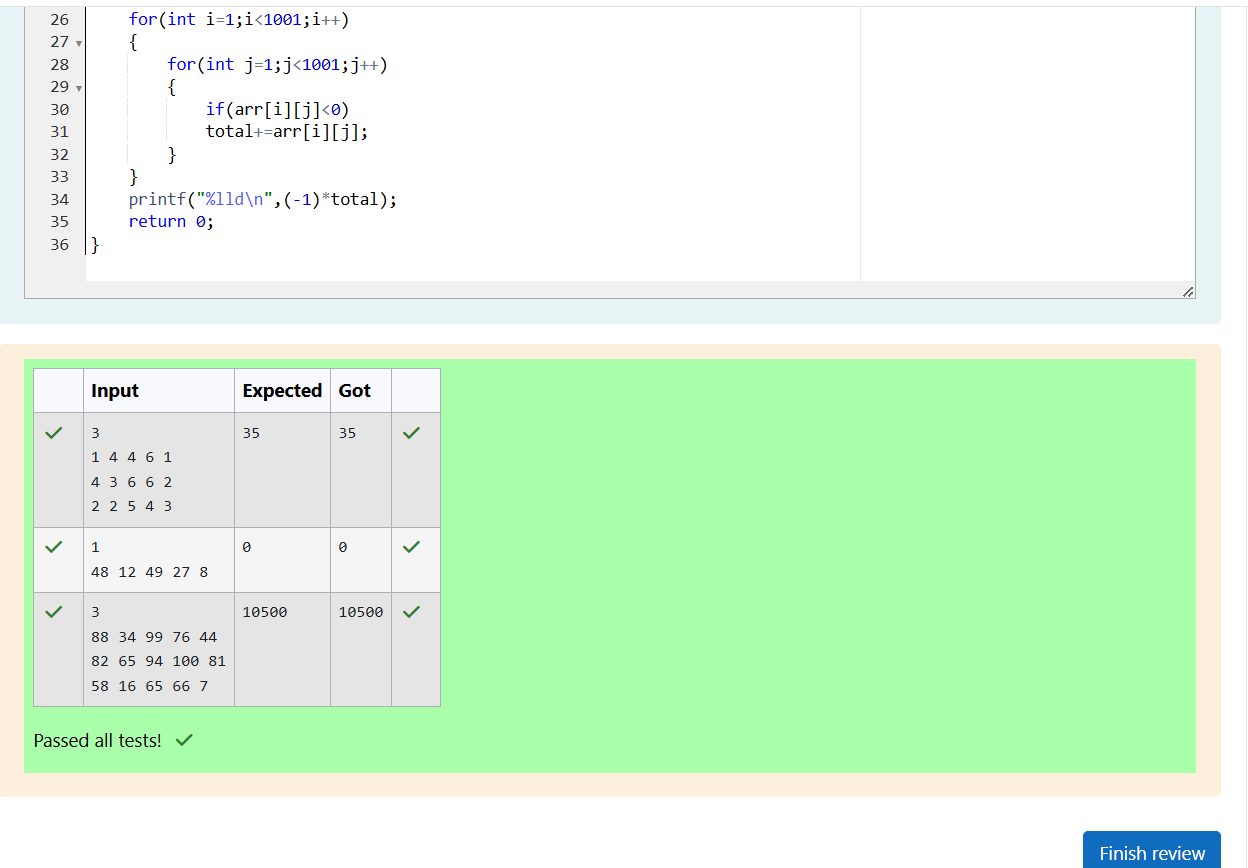 26 for(int i=1;i<1001;i++)
27 {
28 for(int j=1;j<1001;j++)
29 {
30 if(arr[i][j]<0)
31 total+=arr[i][j];
32 }
33 }
34 printf("%lld\n",(-1)*total);
35 return 0;
36 }
Input Expected Got
3 35 35
1 4 4 6 1
4 3 6 6 2
2 2 5 4 3
1 0 0
48 12 49 27 8
3 10500 10500
88 34 99 76 44
82 65 94 100 81
58 16 65 66 7
Passed all tests!
Finish review